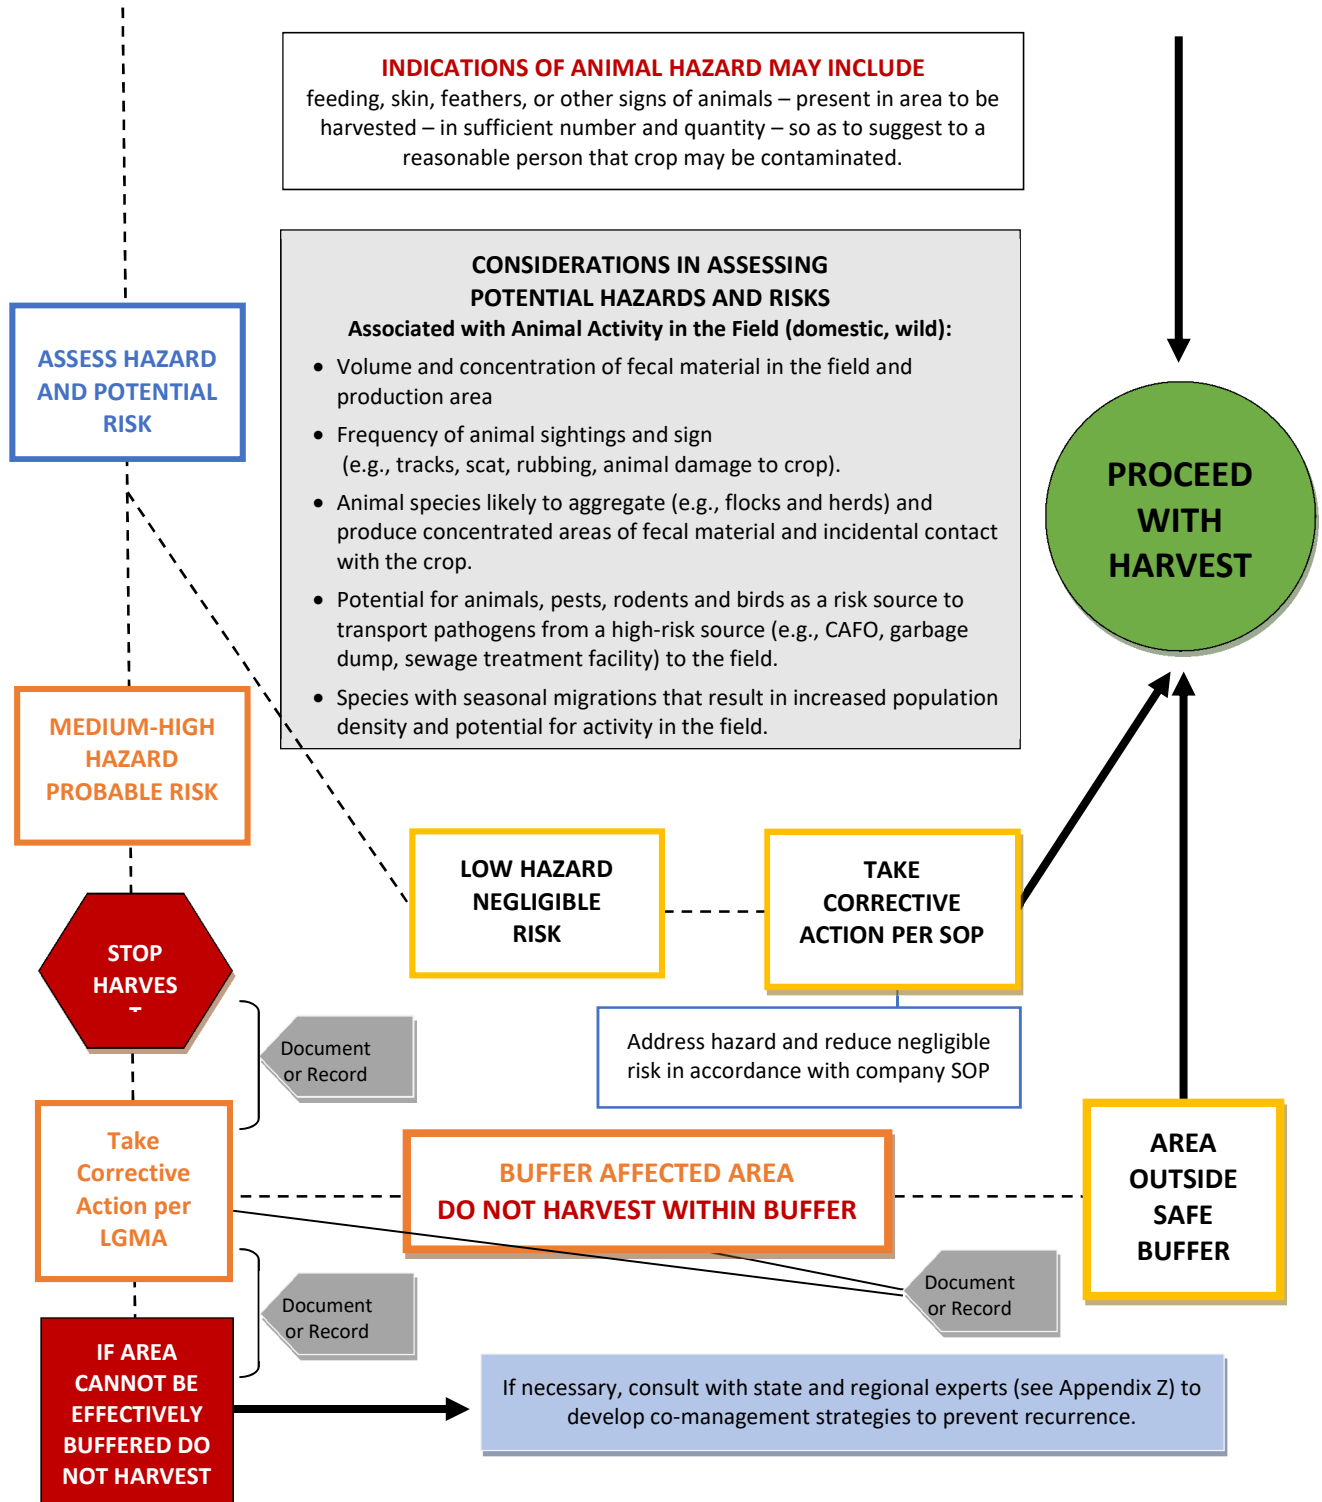 INDICATIONS OF ANIMAL HAZARD MAY INCLUDE
feeding, skin, feathers, or other signs of animals – present in area to be
harvested – in sufficient number and quantity – so as to suggest to a
reasonable person that crop may be contaminated.
CONSIDERATIONS IN ASSESSING
POTENTIAL HAZARDS AND RISKS
Associated with Animal Activity in the Field (domestic, wild):
• Volume and concentration of fecal material in the field and
production area
• Frequency of animal sightings and sign
(e.g., tracks, scat, rubbing, animal damage to crop).
• Animal species likely to aggregate (e.g., flocks and herds) and
produce concentrated areas of fecal material and incidental contact
with the crop.
• Potential for animals, pests, rodents and birds as a risk source to
transport pathogens from a high-risk source (e.g., CAFO, garbage
dump, sewage treatment facility) to the field.
• Species with seasonal migrations that result in increased population
density and potential for activity in the field.
ASSESS HAZARD
AND POTENTIAL
RISK
PROCEED
WITH
HARVEST
MEDIUM-HIGH
HAZARD
PROBABLE RISK
LOW HAZARD
NEGLIGIBLE
RISK
TAKE
CORRECTIVE
ACTION PER SOP
STOP
HARVES
T
Document
or Record
Address hazard and reduce negligible
risk in accordance with company SOP
Take
Corrective
Action per
LGMA
BUFFER AFFECTED AREA
DO NOT HARVEST WITHIN BUFFER
AREA
OUTSIDE
SAFE
BUFFER
Document
or Record
Document
or Record
IF AREA
CANNOT BE
EFFECTIVELY
BUFFERED DO
NOT HARVEST
If necessary, consult with state and regional experts (see Appendix Z) to
develop co-management strategies to prevent recurrence.